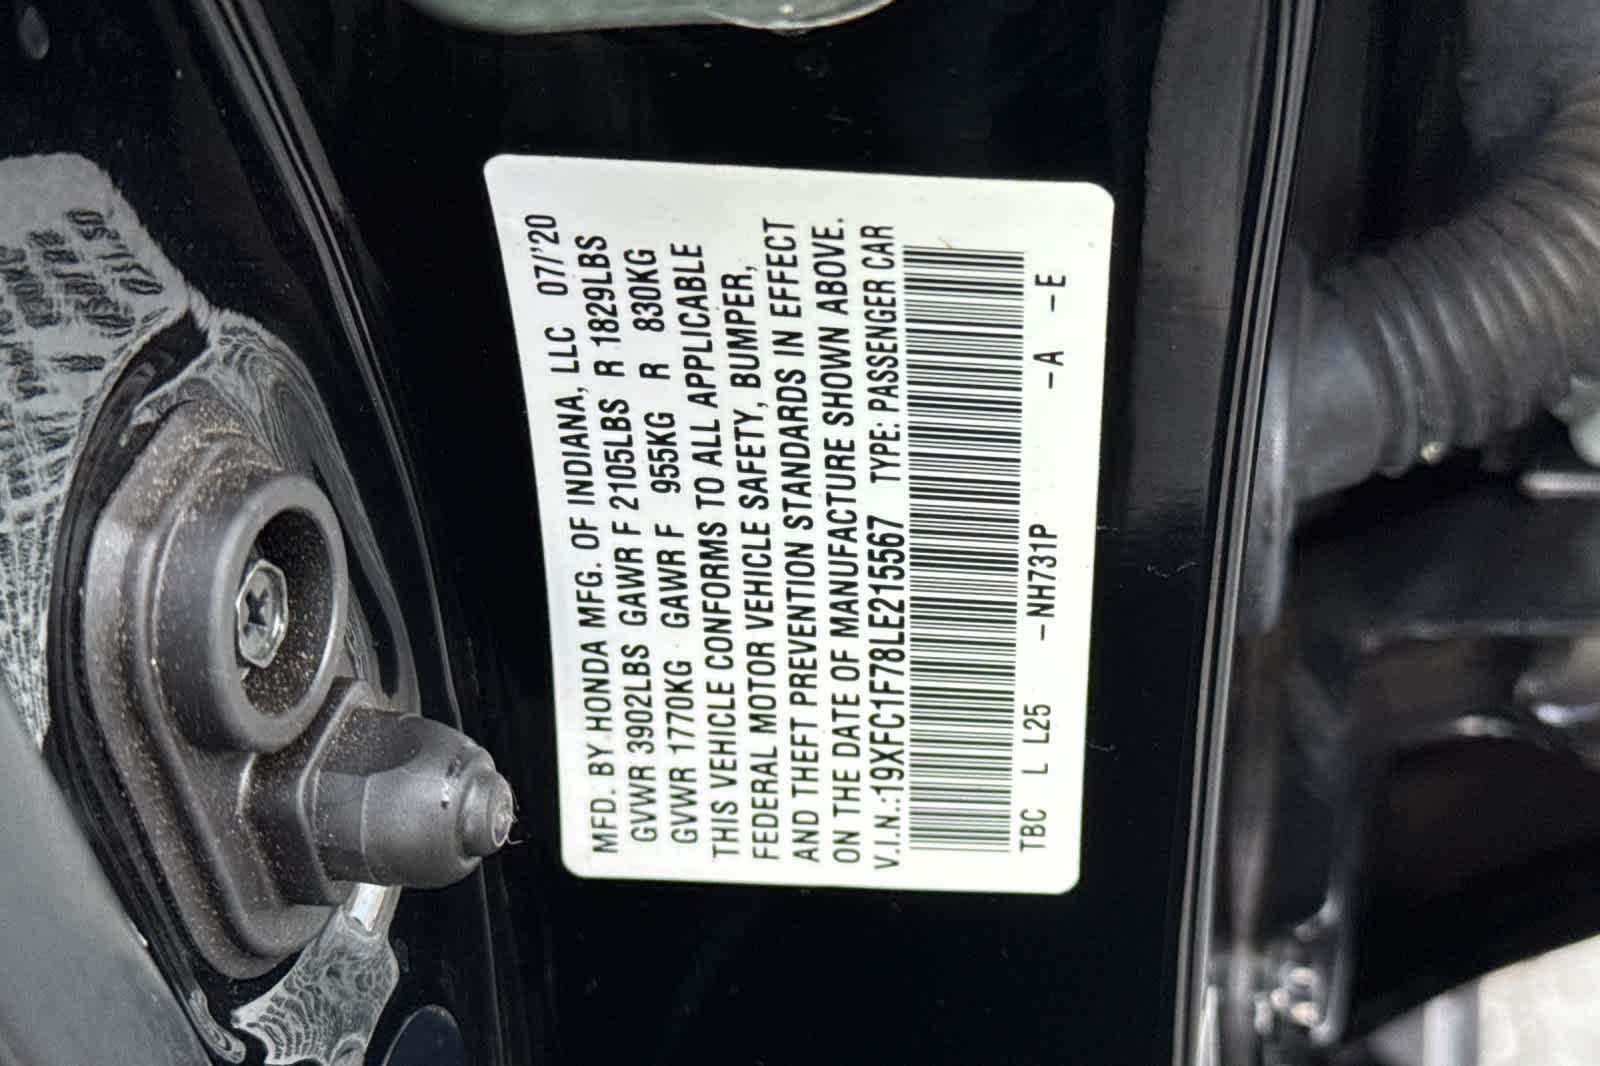 MFD. BY HONDA MFG. OF INDIANA, LLC 07/'20
GVWR 3902LBS GAWR F 2105LBS R 1829LBS
GVWR 1770KG GAWR F 955KG R 830KG
THIS VEHICLE CONFORMS TO ALL APPLICABLE
FEDERAL MOTOR VEHICLE SAFETY, BUMPER,
AND THEFT PREVENTION STANDARDS IN EFFECT
ON THE DATE OF MANUFACTURE SHOWN ABOVE.
V.I.N.:19XFC1F78LE215567 TYPE: PASSENGER CAR
TBC L L25 -NH731P -A -E